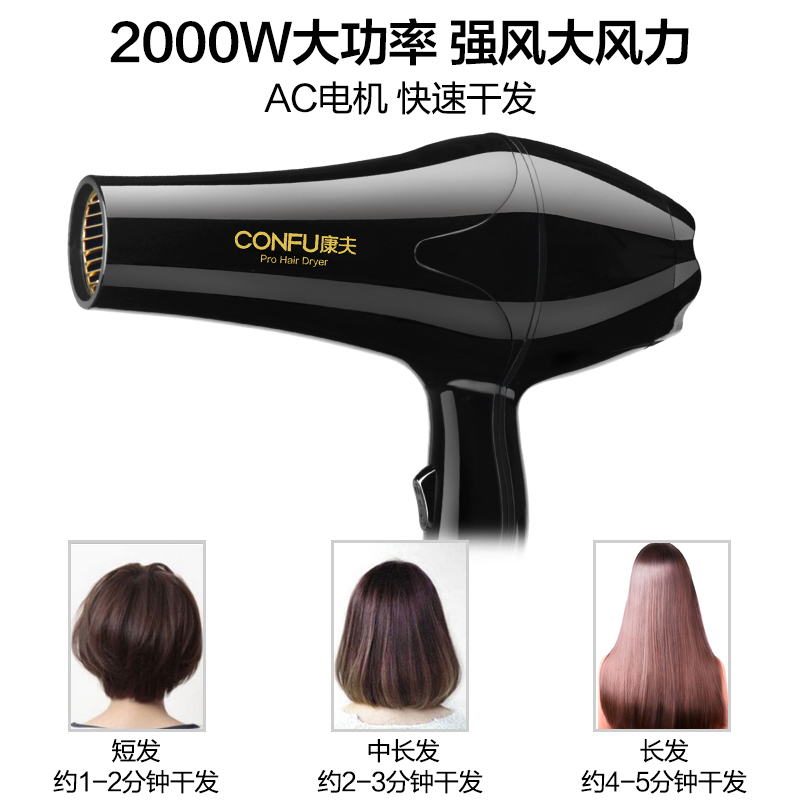 2000W大功率 强风大风力
AC电机 快速干发
CONFU康夫
Pro Hair Dryer
短发
约1-2分钟干发
中长发
约2-3分钟干发
长发
约4-5分钟干发